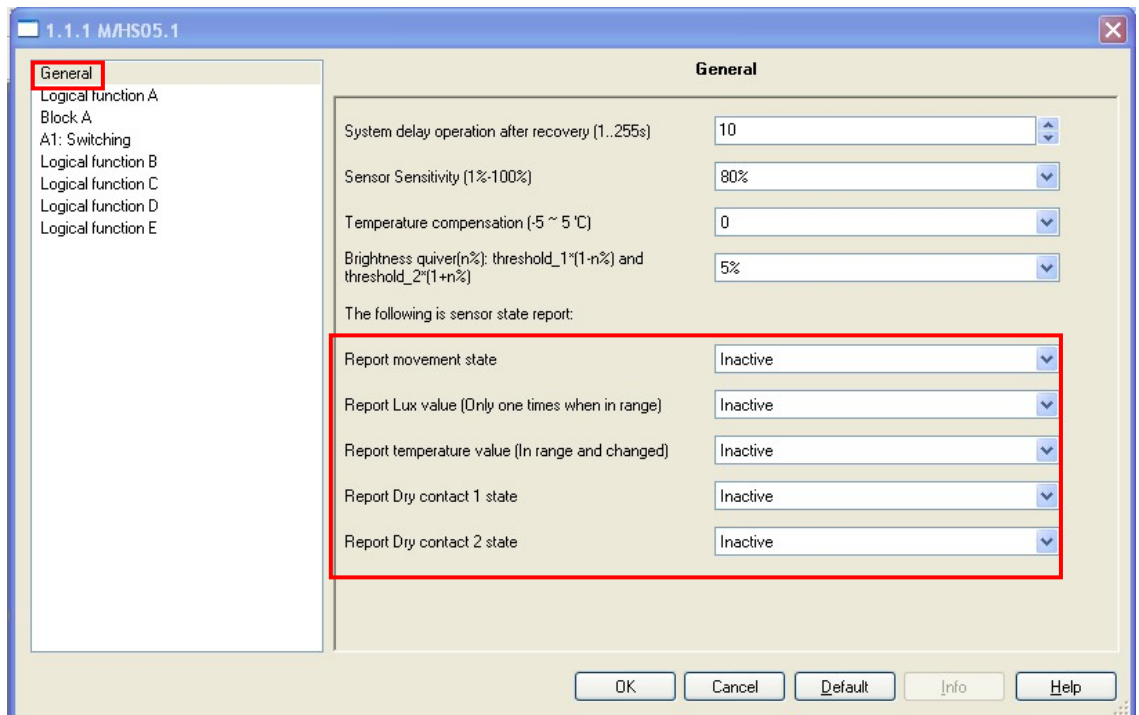 1.1.1 M/HS05.1
General
Logical function A
Block A
A1: Switching
Logical function B
Logical function C
Logical function D
Logical function E
General
System delay operation after recovery (1..255s)
10
Sensor Sensitivity (1%-100%)
80%
Temperature compensation (-5 ~ 5 'C)
0
Brightness quiver(n%): threshold_1*(1-n%) and
threshold_2*(1+n%)
5%
The following is sensor state report:
Report movement state
Inactive
Report Lux value (Only one times when in range)
Inactive
Report temperature value (In range and changed)
Inactive
Report Dry contact 1 state
Inactive
Report Dry contact 2 state
Inactive
OK
Cancel
Default
Info
Help